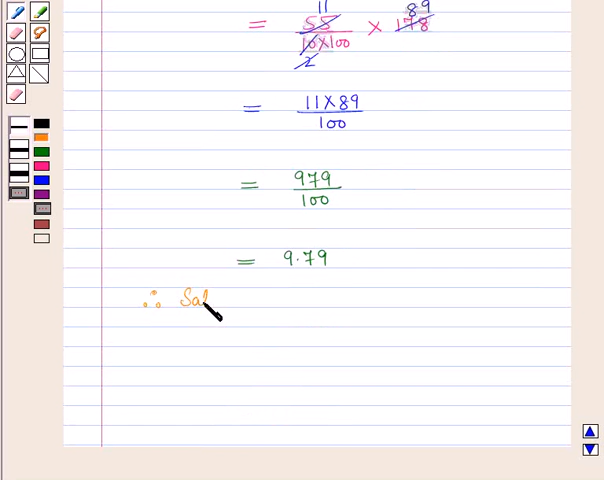 11 89
= 55/10×100 × 178
2
= 11×89/100
= 979/100
= 9.79
∴ Sal